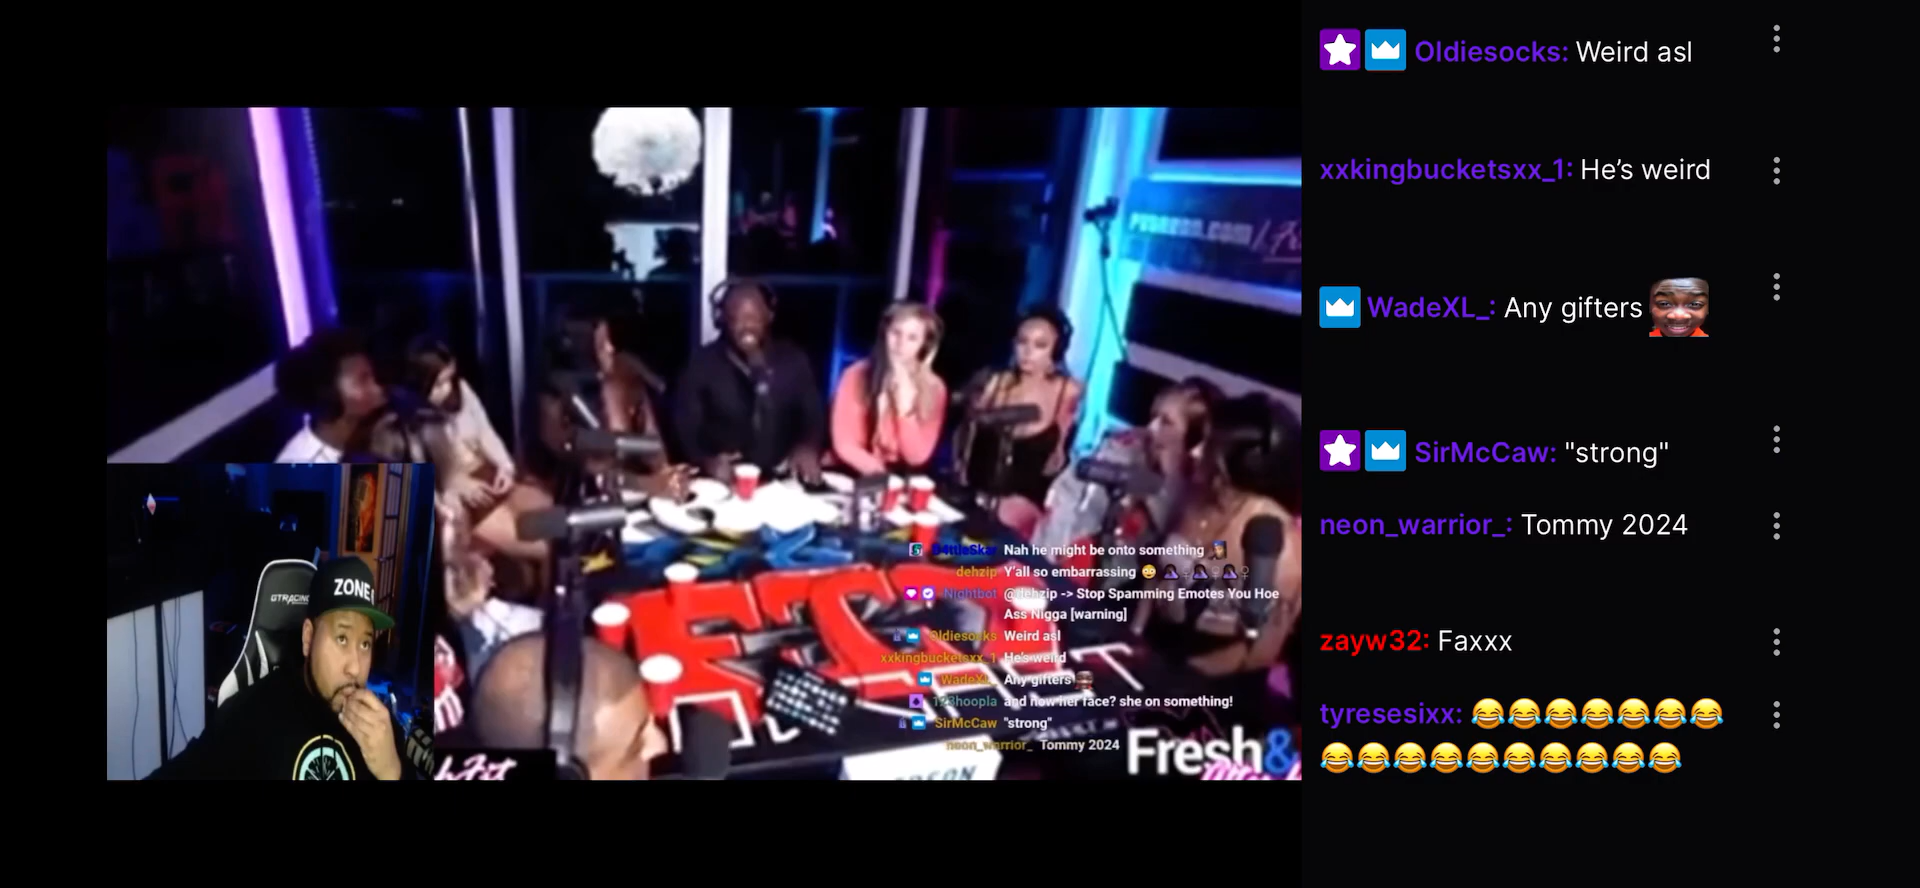 Oldiesocks: Weird asl
xxkingbucketsxx_1: He's weird
WadeXL_: Any gifters
SirMcCaw: "strong"
neon_warrior_: Tommy 2024
zayw32: Faxxx
tyresesixx: 😂😂😂😂😂😂😂
😂😂😂😂😂😂😂😂😂😂
GTRACING
ZONE
Nah he might be onto something
dehzip Y'all so embarrassing 😳
Nightbot @dehzip -> Stop Spamming Emotes You Hoe
Ass Nigga [warning]
Oldiesocks Weird asl
xxkingbucketsxx_1 He's weird
WadeXL_ Any gifters
123hoopla and now her face? she on something!
SirMcCaw "strong"
neon_warrior_ Tommy 2024
Fresh&